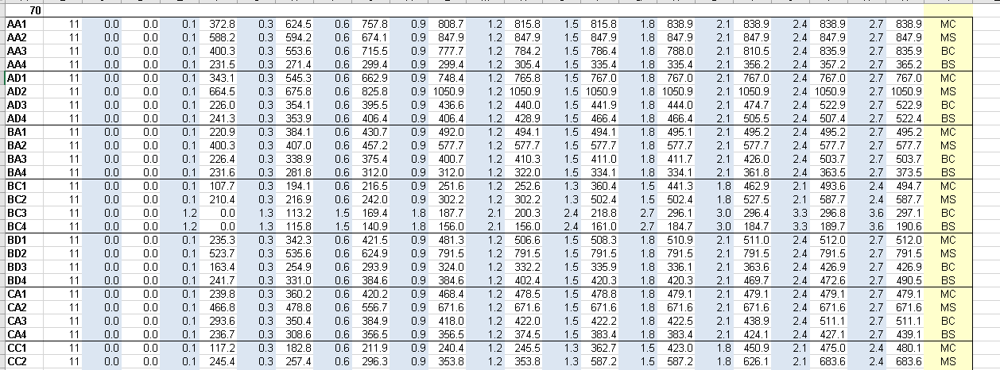 70
AA1 11 0.0 0.0 0.1 372.8 0.3 624.5 0.6 757.8 0.9 808.7 1.2 815.8 1.5 815.8 1.8 838.9 2.1 838.9 2.4 838.9 2.7 838.9 MC
AA2 11 0.0 0.0 0.1 588.2 0.3 594.2 0.6 674.1 0.9 847.9 1.2 847.9 1.5 847.9 1.8 847.9 2.1 847.9 2.4 847.9 2.7 847.9 MS
AA3 11 0.0 0.0 0.1 400.3 0.3 553.6 0.6 715.5 0.9 777.7 1.2 784.2 1.5 786.4 1.8 788.0 2.1 810.5 2.4 835.9 2.7 835.9 BC
AA4 11 0.0 0.0 0.1 231.5 0.3 271.4 0.6 299.4 0.9 299.4 1.2 305.4 1.5 335.4 1.8 335.4 2.1 356.2 2.4 357.2 2.7 365.2 BS
AD1 11 0.0 0.0 0.1 343.1 0.3 545.3 0.6 662.9 0.9 748.4 1.2 765.8 1.5 767.0 1.8 767.0 2.1 767.0 2.4 767.0 2.7 767.0 MC
AD2 11 0.0 0.0 0.1 664.5 0.3 675.8 0.6 825.8 0.9 1050.9 1.2 1050.9 1.5 1050.9 1.8 1050.9 2.1 1050.9 2.4 1050.9 2.7 1050.9 MS
AD3 11 0.0 0.0 0.1 226.0 0.3 354.1 0.6 395.5 0.9 436.6 1.2 440.0 1.5 441.9 1.8 444.0 2.1 474.7 2.4 522.9 2.7 522.9 BC
AD4 11 0.0 0.0 0.1 241.3 0.3 353.9 0.6 406.4 0.9 406.4 1.2 428.9 1.5 466.4 1.8 466.4 2.1 505.5 2.4 507.4 2.7 522.4 BS
BA1 11 0.0 0.0 0.1 220.9 0.3 384.1 0.6 430.7 0.9 492.0 1.2 494.1 1.5 494.1 1.8 495.1 2.1 495.2 2.4 495.2 2.7 495.2 MC
BA2 11 0.0 0.0 0.1 400.3 0.3 407.0 0.6 457.2 0.9 577.7 1.2 577.7 1.5 577.7 1.8 577.7 2.1 577.7 2.4 577.7 2.7 577.7 MS
BA3 11 0.0 0.0 0.1 226.4 0.3 338.9 0.6 375.4 0.9 400.7 1.2 410.3 1.5 411.0 1.8 411.7 2.1 426.0 2.4 503.7 2.7 503.7 BC
BA4 11 0.0 0.0 0.1 231.6 0.3 281.8 0.6 312.0 0.9 312.0 1.2 322.0 1.5 334.1 1.8 334.1 2.1 361.8 2.4 363.5 2.7 373.5 BS
BC1 11 0.0 0.0 0.1 107.7 0.3 194.1 0.6 216.5 0.9 251.6 1.2 252.6 1.3 360.4 1.5 441.3 1.8 462.9 2.1 493.6 2.4 494.7 MC
BC2 11 0.0 0.0 0.1 210.4 0.3 216.9 0.6 242.0 0.9 302.2 1.2 302.2 1.3 502.4 1.5 502.4 1.8 527.5 2.1 587.7 2.4 587.7 MS
BC3 11 0.0 0.0 1.2 0.0 1.3 113.2 1.5 169.4 1.8 187.7 2.1 200.3 2.4 218.8 2.7 296.1 3.0 296.4 3.3 296.8 3.6 297.1 BC
BC4 11 0.0 0.0 1.2 0.0 1.3 115.8 1.5 140.9 1.8 156.0 2.1 156.0 2.4 161.0 2.7 184.7 3.0 184.7 3.3 189.7 3.6 190.6 BS
BD1 11 0.0 0.0 0.1 235.3 0.3 342.3 0.6 421.5 0.9 481.3 1.2 506.6 1.5 508.3 1.8 510.9 2.1 511.0 2.4 512.0 2.7 512.0 MC
BD2 11 0.0 0.0 0.1 523.7 0.3 535.6 0.6 624.9 0.9 791.5 1.2 791.5 1.5 791.5 1.8 791.5 2.1 791.5 2.4 791.5 2.7 791.5 MS
BD3 11 0.0 0.0 0.1 163.4 0.3 254.9 0.6 293.9 0.9 324.0 1.2 332.2 1.5 335.9 1.8 336.1 2.1 363.6 2.4 426.9 2.7 426.9 BC
BD4 11 0.0 0.0 0.1 241.7 0.3 331.0 0.6 384.6 0.9 384.6 1.2 402.4 1.5 420.3 1.8 420.3 2.1 469.7 2.4 472.6 2.7 490.5 BS
CA1 11 0.0 0.0 0.1 239.8 0.3 360.2 0.6 420.2 0.9 468.4 1.2 478.5 1.5 478.8 1.8 479.1 2.1 479.1 2.4 479.1 2.7 479.1 MC
CA2 11 0.0 0.0 0.1 466.8 0.3 478.8 0.6 556.7 0.9 671.6 1.2 671.6 1.5 671.6 1.8 671.6 2.1 671.6 2.4 671.6 2.7 671.6 MS
CA3 11 0.0 0.0 0.1 293.6 0.3 350.4 0.6 384.9 0.9 418.0 1.2 422.0 1.5 422.2 1.8 422.5 2.1 438.9 2.4 511.1 2.7 511.1 BC
CA4 11 0.0 0.0 0.1 236.7 0.3 308.6 0.6 356.5 0.9 356.5 1.2 374.5 1.5 383.4 1.8 383.4 2.1 424.1 2.4 427.1 2.7 439.1 BS
CC1 11 0.0 0.0 0.1 117.2 0.3 182.8 0.6 211.9 0.9 240.4 1.2 245.5 1.3 362.7 1.5 423.0 1.8 450.9 2.1 475.0 2.4 480.1 MC
CC2 11 0.0 0.0 0.1 245.4 0.3 257.4 0.6 296.3 0.9 353.8 1.2 353.8 1.3 587.2 1.5 587.2 1.8 626.1 2.1 683.6 2.4 683.6 MS